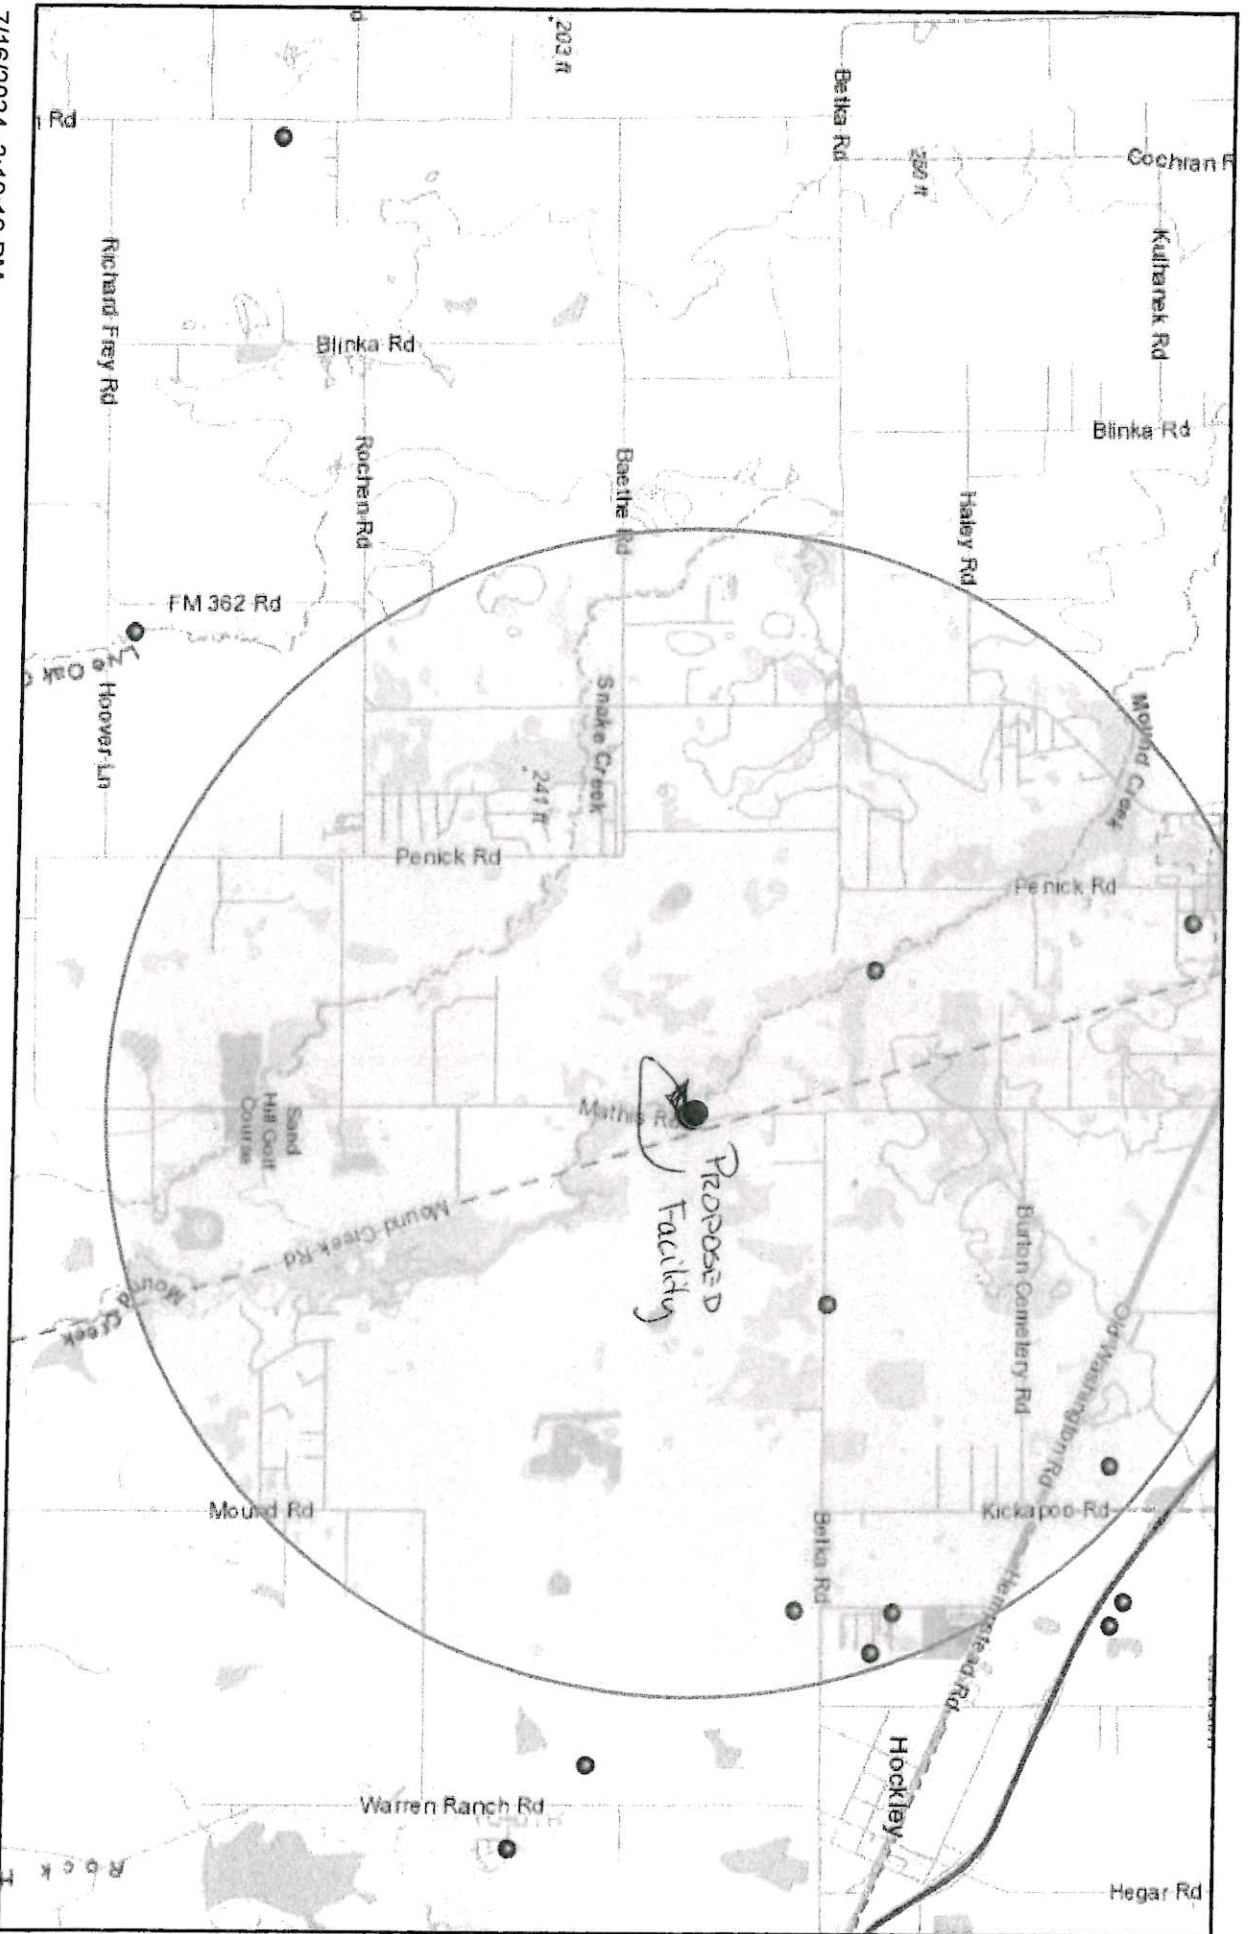 Cochran R
Kulhanek Rd
Blinka Rd
Betka Rd
250 ft
203 ft
Haley Rd
Mound Creek
Penick Rd
Old Washington Rd
Burton Cemetery Rd
Kickapoo Rd
Hempstead Rd
Hockley
Hegar Rd
Betka Rd
Baethe Rd
Snake Creek
241 ft
Penick Rd
Mathis Rd
PROPOSED
Facility
Rd
Blinka Rd
Rochen Rd
Richard Frey Rd
FM 362 Rd
Live Oak C
Hoover Ln
Sand
Hill Golf
Course
Mound Creek Rd
Mound Creek
Mound Rd
Warren Ranch Rd
Rock H